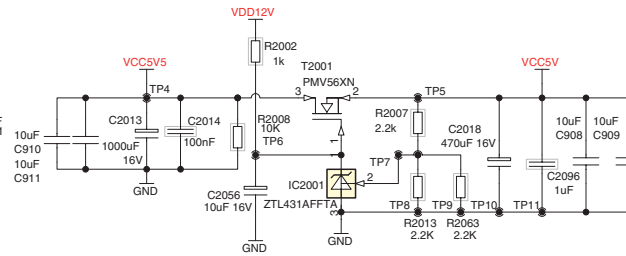 VDD12V
R2002
1k
T2001
PMV56XN
VCC5V5
VCC5V
TP4
3
2
TP5
10uF
C910
10uF
C911
C2013
1000uF
16V
C2014
100nF
R2008
10K
TP6
1
R2007
2.2k
C2018
470uF 16V
10uF
C908
10uF
C909
TP7
1
GND
C2056
10uF 16V
IC2001
2
ZTL431AFFTA
3
TP8
TP9
TP10
TP11
C2096
1uF
R2013
2.2K
R2063
2.2K
GND
GND